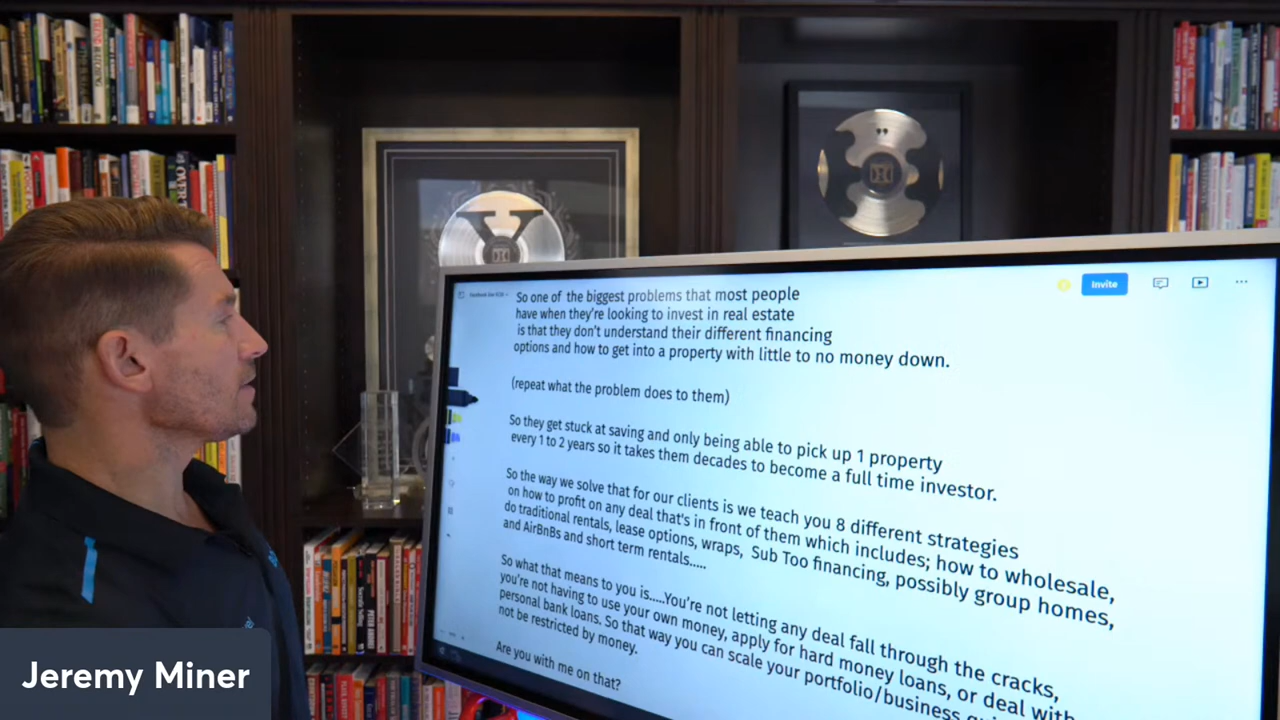 So one of the biggest problems that most people
have when they're looking to invest in real estate
is that they don't understand their different financing
options and how to get into a property with little to no money down.
(repeat what the problem does to them)
So they get stuck at saving and only being able to pick up 1 property
every 1 to 2 years so it takes them decades to become a full time investor.
So the way we solve that for our clients is we teach you 8 different strategies
on how to profit on any deal that's in front of them which includes; how to wholesale,
do traditional rentals, lease options, wraps, Sub Too financing, possibly group homes,
and AirBnBs and short term rentals.....
So what that means to you is.....You're not letting any deal fall through the cracks,
you're not having to use your own money, apply for hard money loans, or deal with
personal bank loans. So that way you can scale your portfolio/business
not be restricted by money.
Are you with me on that?
Invite
Jeremy Miner